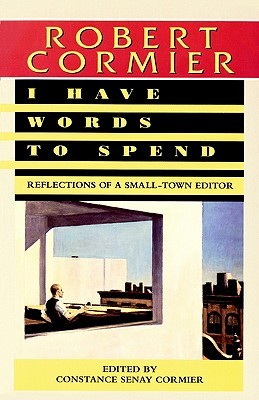 ROBERT
CORMIER
I HAVE
WORDS
TO SPEND
REFLECTIONS OF A SMALL-TOWN EDITOR
EDITED BY
CONSTANCE SENAY CORMIER